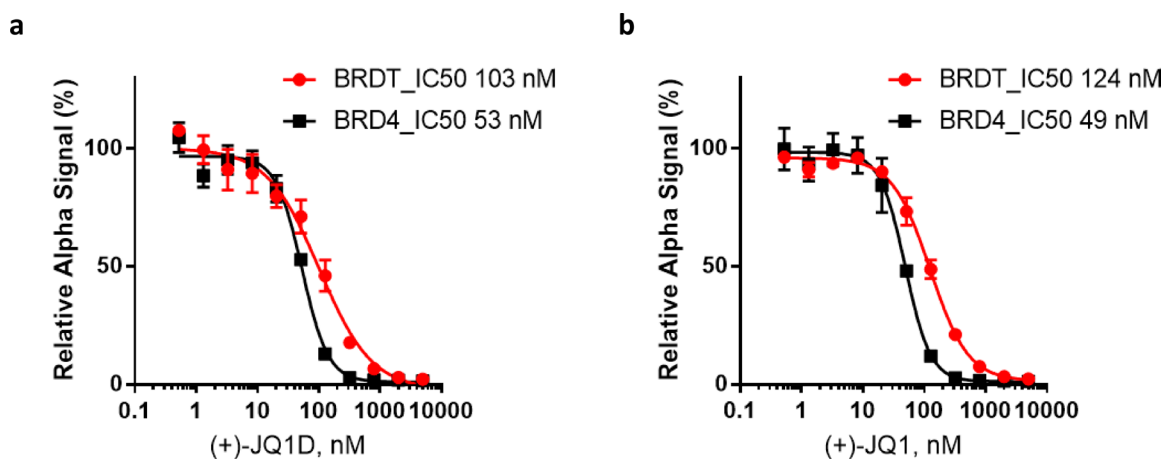 a
BRDT_IC50 103 nM
BRD4_IC50 53 nM
Relative Alpha Signal (%)
100
50
0
0.1 1 10 100 1000 10000
(+)-JQ1D, nM
b
BRDT_IC50 124 nM
BRD4_IC50 49 nM
Relative Alpha Signal (%)
100
50
0
0.1 1 10 100 1000 10000
(+)-JQ1, nM